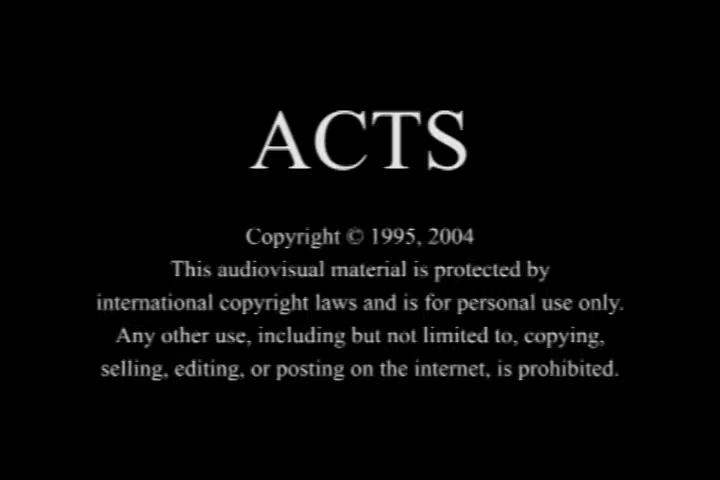 ACTS
Copyright © 1995, 2004
This audiovisual material is protected by
international copyright laws and is for personal use only.
Any other use, including but not limited to, copying,
selling, editing, or posting on the internet, is prohibited.